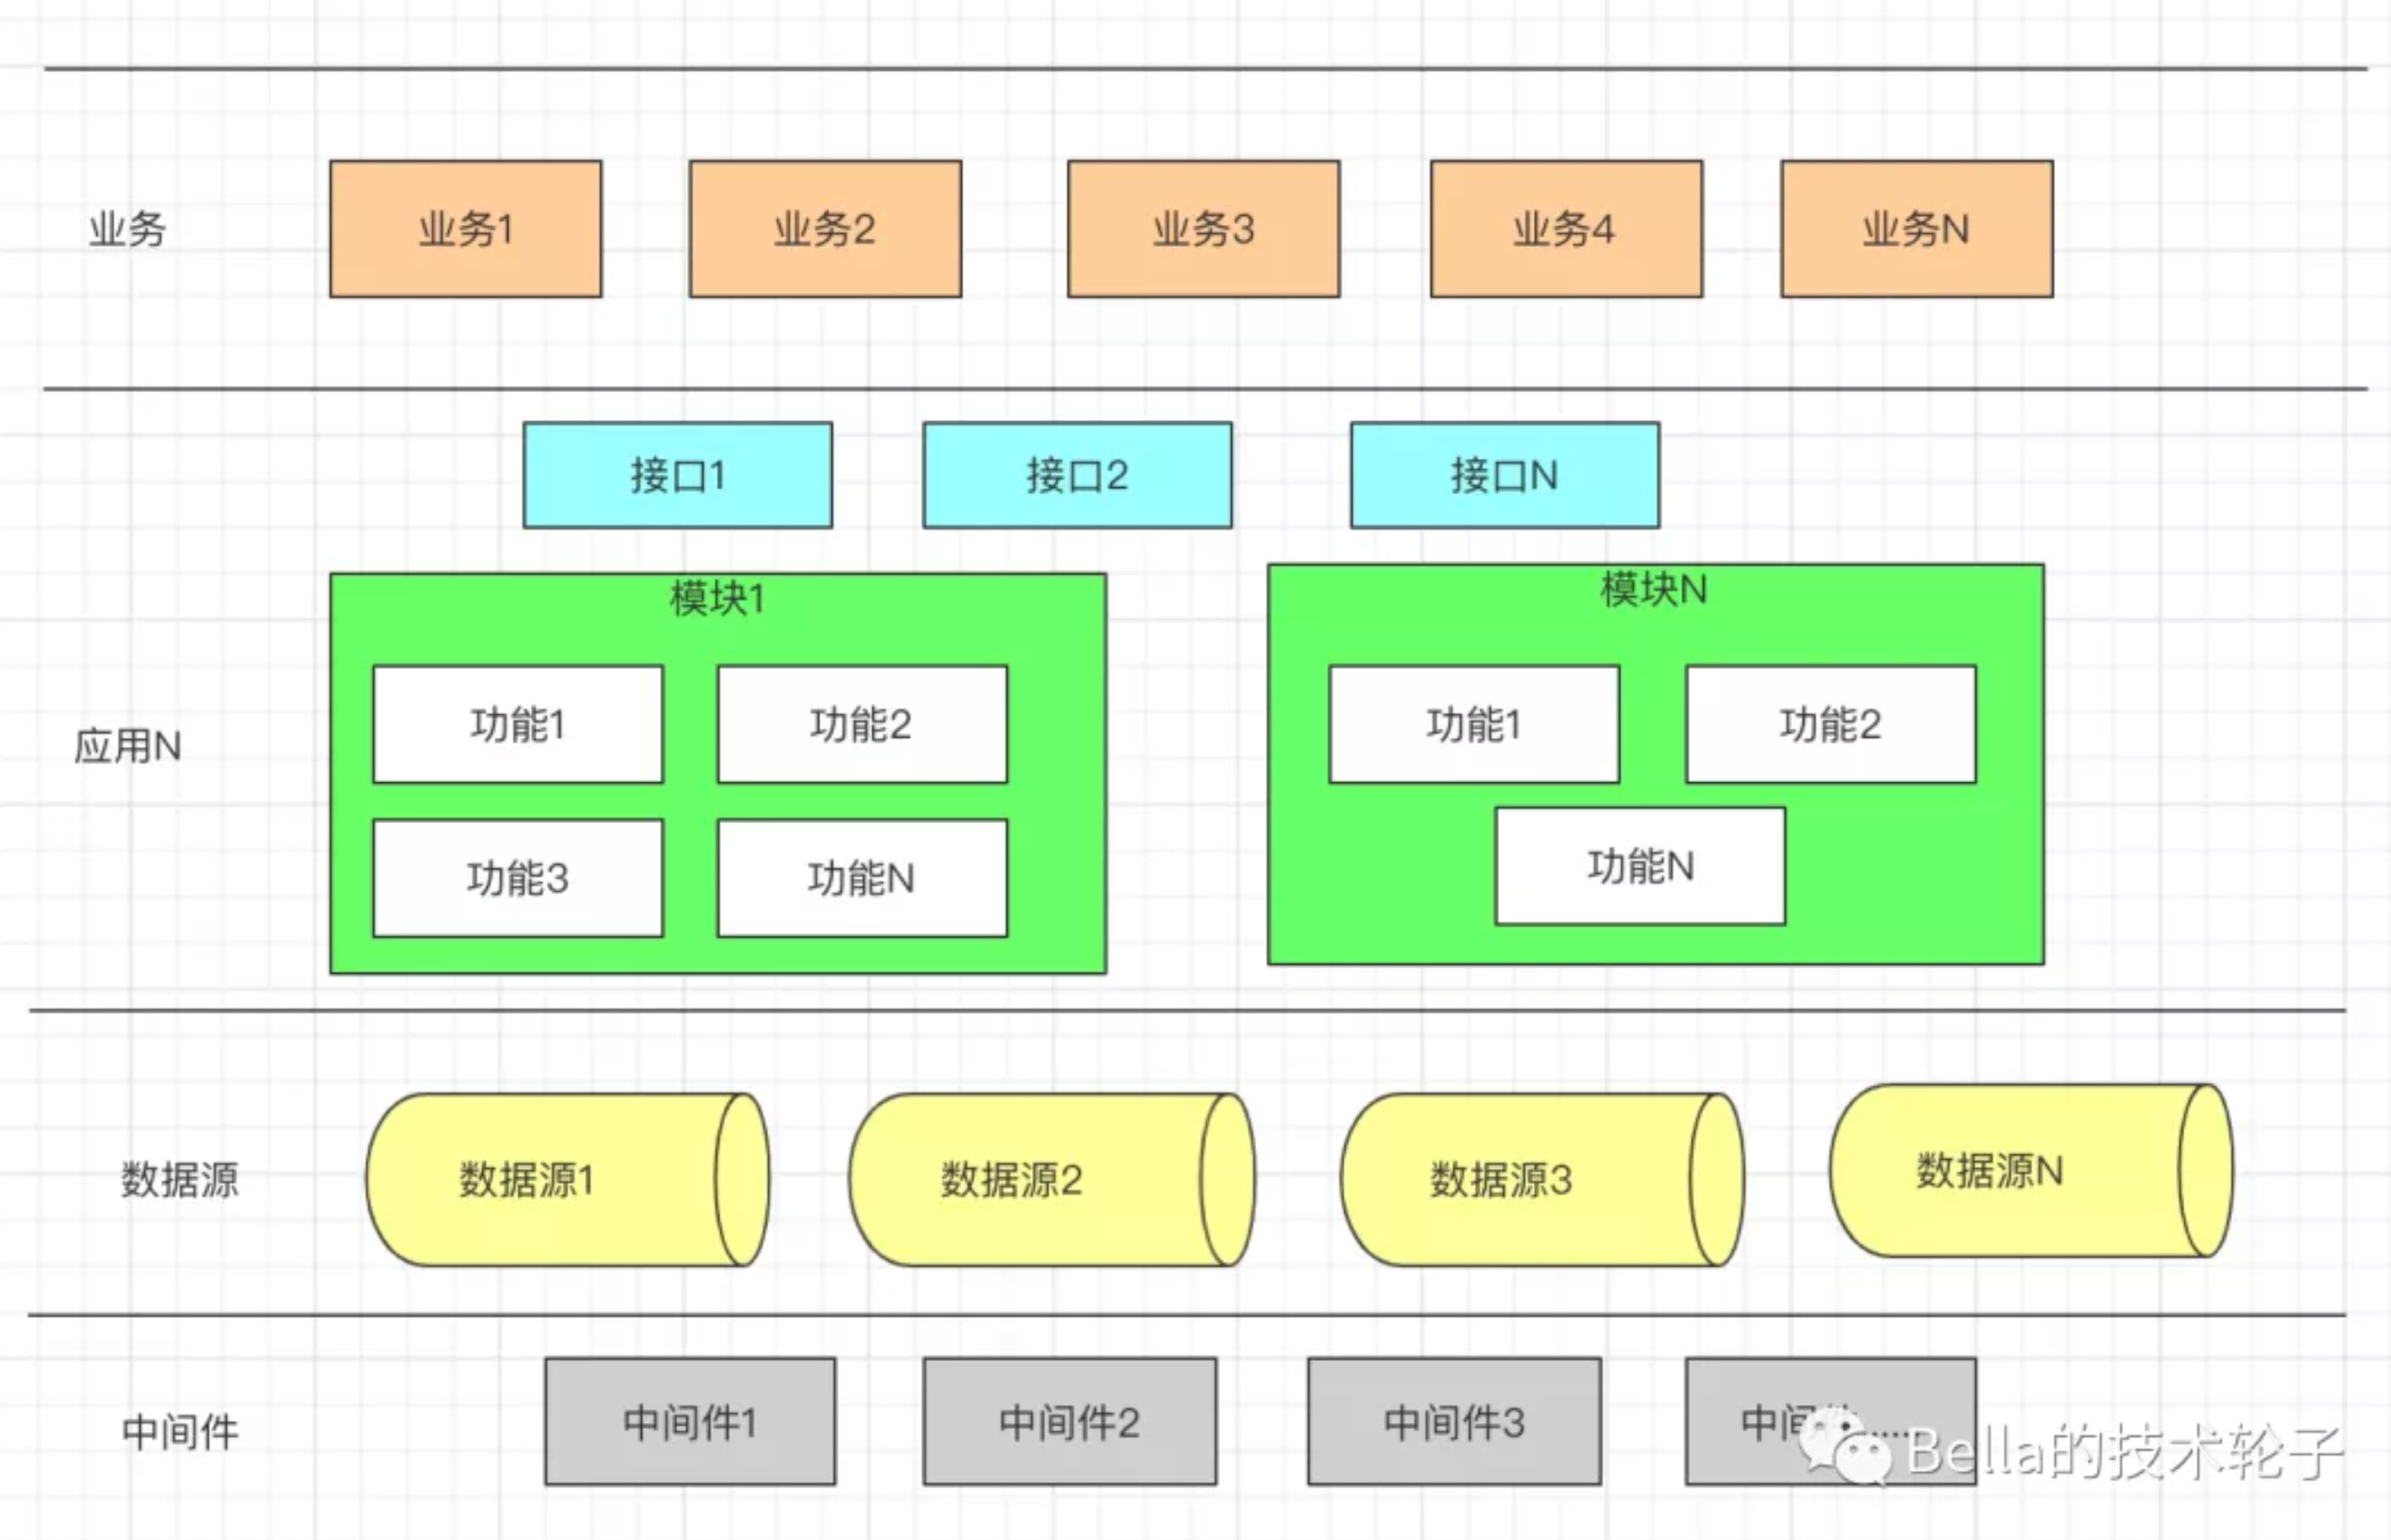 业务
业务1
业务2
业务3
业务4
业务N
接口1
接口2
接口N
应用N
模块1
功能1
功能2
功能3
功能N
模块N
功能1
功能2
功能N
数据源
数据源1
数据源2
数据源3
数据源N
中间件
中间件1
中间件2
中间件3
中间
Bella的技术轮子